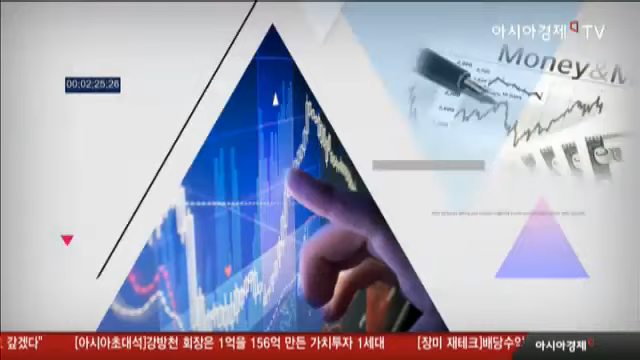 아시아경제 TV
00;02;25;26
Money&M
갚겠다" [아시아초대석]강방천 회장은 1억을 156억 만든 가치투자 1세대 [장미 재테크]배당수익
아시아경제